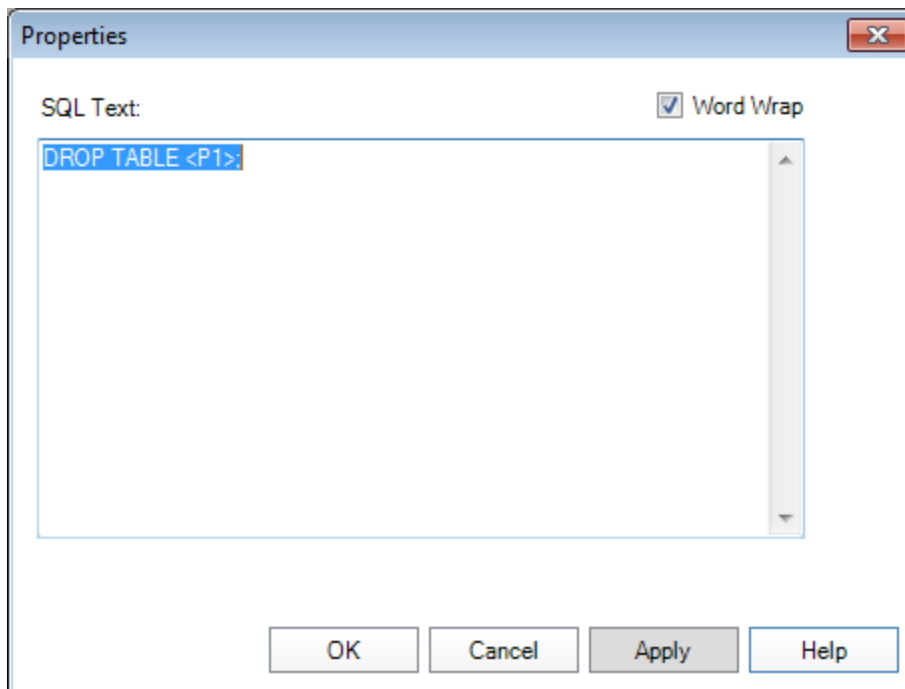 Properties
SQL Text:
Word Wrap
DROP TABLE <P1>;
OK
Cancel
Apply
Help